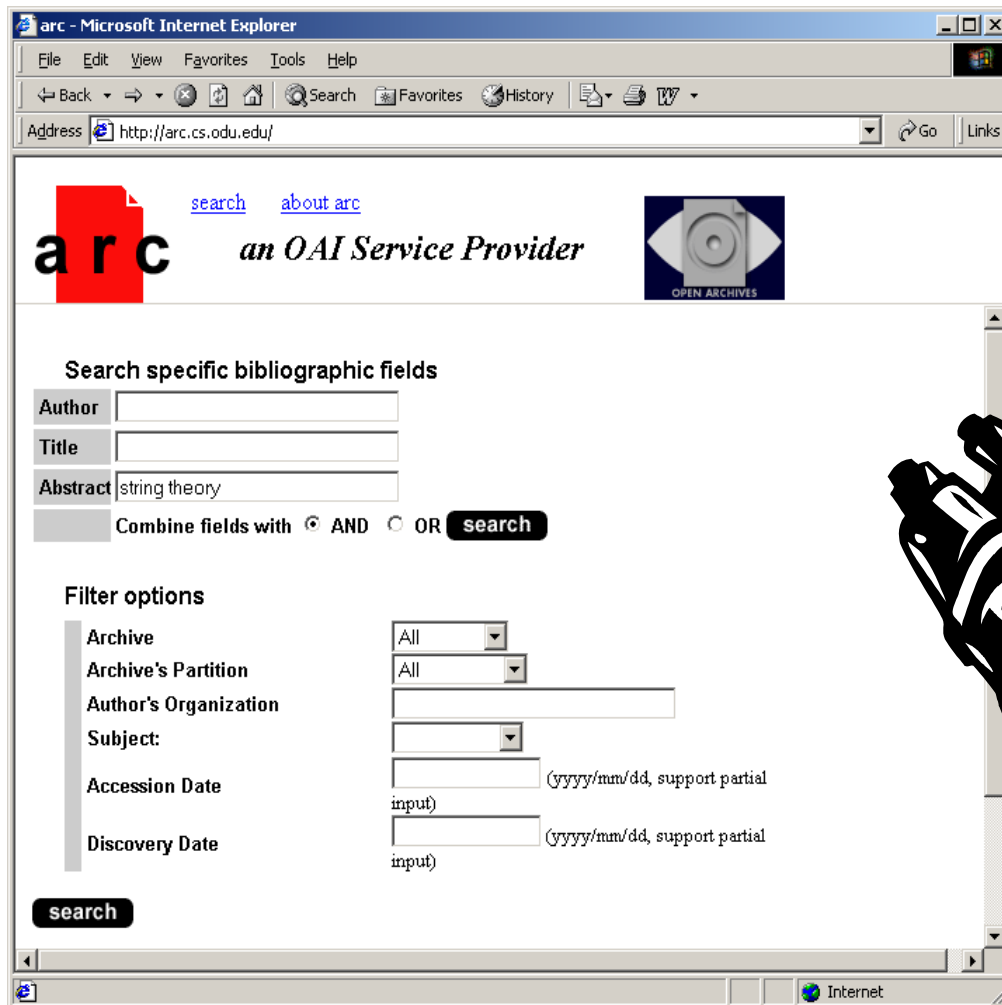 arc - Microsoft Internet Explorer
File Edit View Favorites Tools Help
Back Search Favorites History
Address http://arc.cs.odu.edu/ Go Links
search about arc
arc an OAI Service Provider
OPEN ARCHIVES
Search specific bibliographic fields
Author
Title
Abstract string theory
Combine fields with AND OR search
Filter options
Archive All
Archive's Partition All
Author's Organization
Subject:
Accession Date (yyyy/mm/dd, support partial
input)
Discovery Date (yyyy/mm/dd, support partial
input)
search
Internet